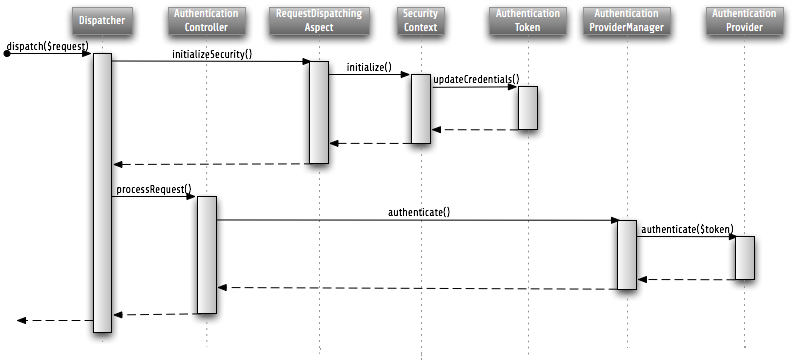 Dispatcher
Authentication
Controller
RequestDispatching
Aspect
Security
Context
Authentication
Token
Authentication
ProviderManager
Authentication
Provider
dispatch($request)
initializeSecurity()
initialize()
updateCredentials()
processRequest()
authenticate()
authenticate($token)